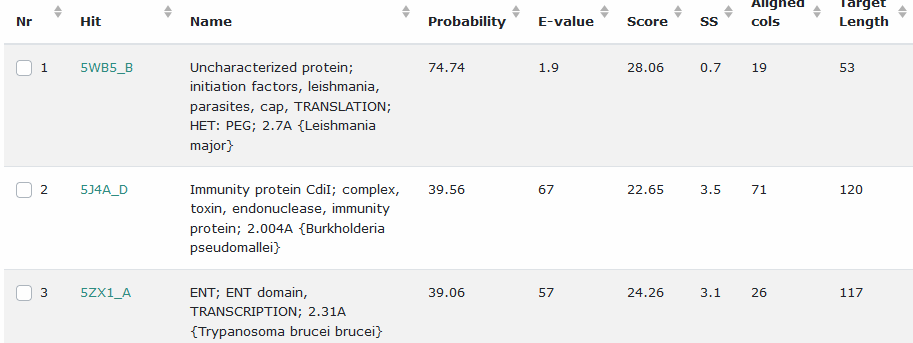 Nr Hit Name Probability E-value Score SS Aligned cols Target Length
1 5WB5_B Uncharacterized protein; 74.74 1.9 28.06 0.7 19 53
initiation factors, leishmania,
parasites, cap, TRANSLATION;
HET: PEG; 2.7A {Leishmania
major}
2 5J4A_D Immunity protein CdiI; complex, 39.56 67 22.65 3.5 71 120
toxin, endonuclease, immunity
protein; 2.004A {Burkholderia
pseudomallei}
3 5ZX1_A ENT; ENT domain, 39.06 57 24.26 3.1 26 117
TRANSCRIPTION; 2.31A
{Trypanosoma brucei brucei}